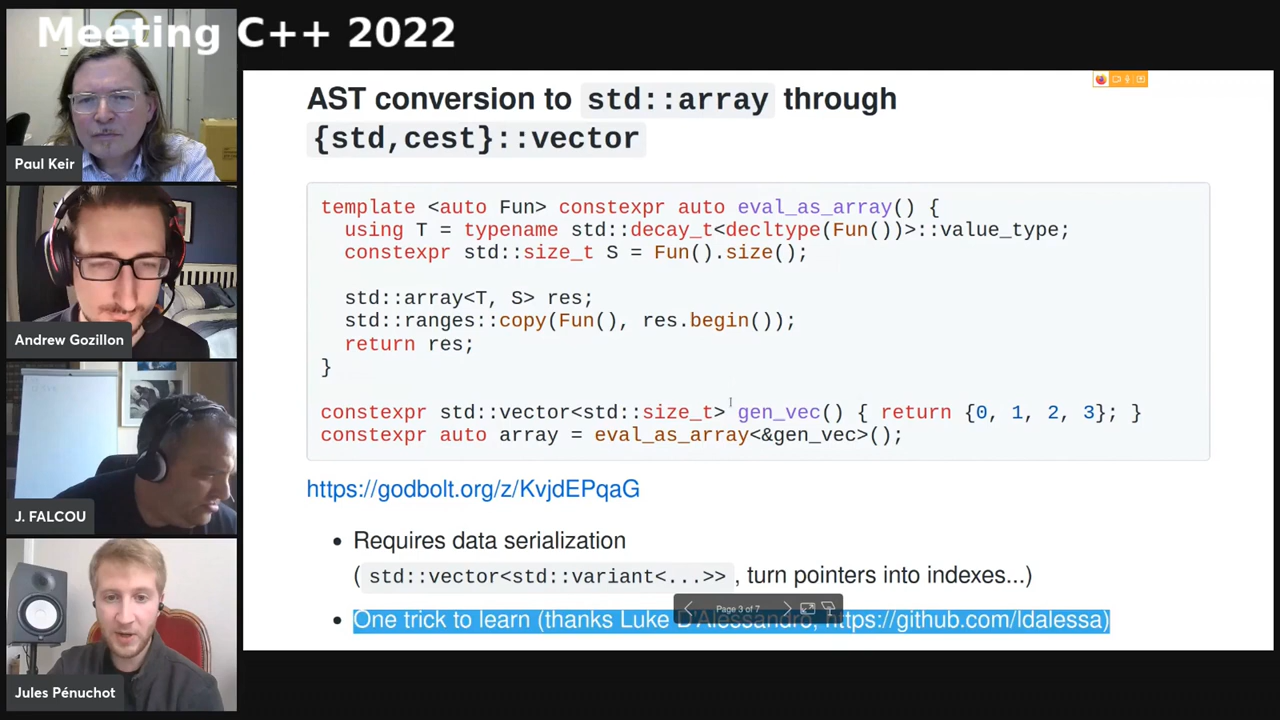 Meeting C++ 2022
Paul Keir
Andrew Gozillon
J. FALCOU
Jules Pénuchot
AST conversion to std::array through
{std,cest}::vector
template <auto Fun> constexpr auto eval_as_array() {
using T = typename std::decay_t<decltype(Fun())>::value_type;
constexpr std::size_t S = Fun().size();
std::array<T, S> res;
std::ranges::copy(Fun(), res.begin());
return res;
}
constexpr std::vector<std::size_t> gen_vec() { return {0, 1, 2, 3}; }
constexpr auto array = eval_as_array<&gen_vec>();
https://godbolt.org/z/KvjdEPqaG
• Requires data serialization
( std::vector<std::variant<...>> , turn pointers into indexes...)
Page 3 of 7
• One trick to learn (thanks Luke D'Alessandro, https://github.com/ldalessa)